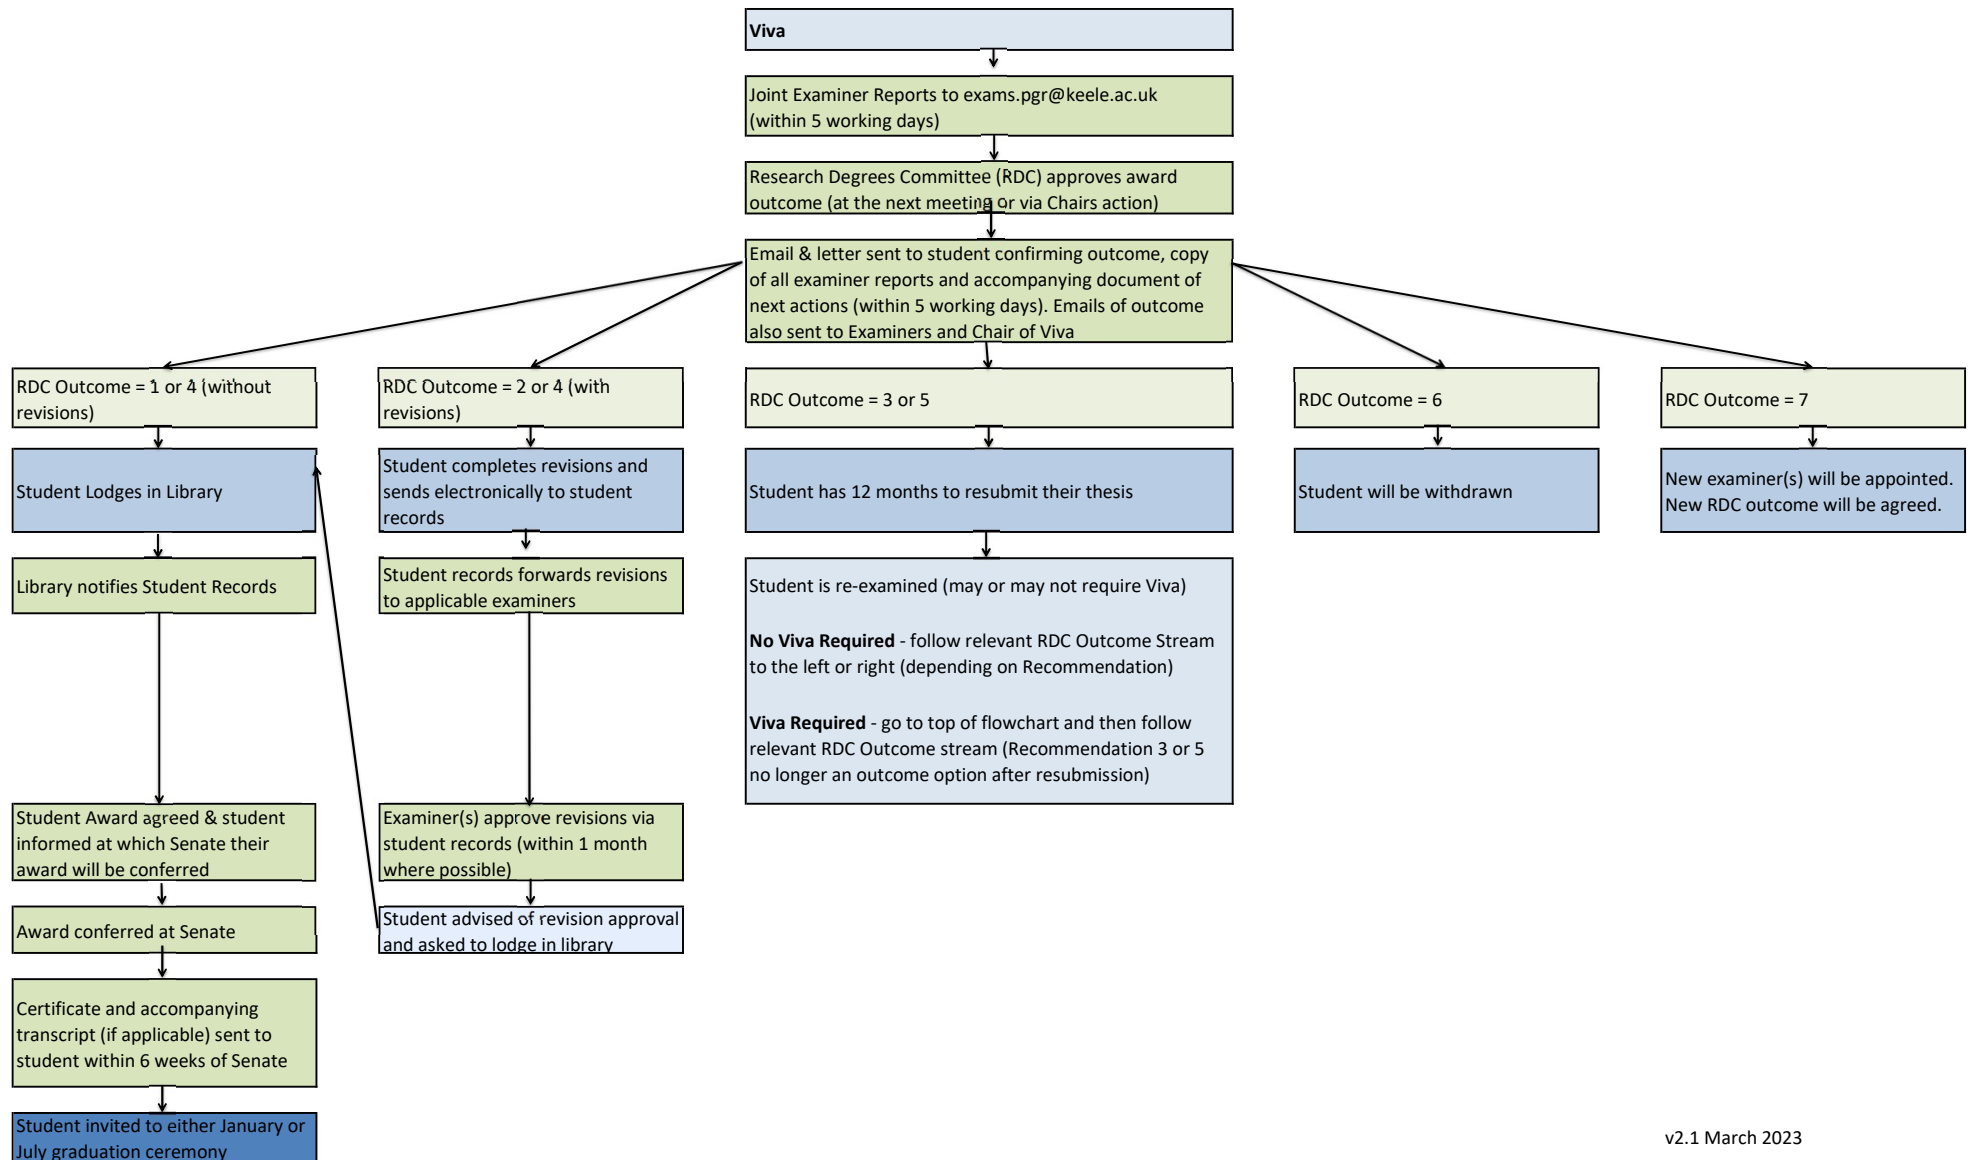 Viva
Joint Examiner Reports to exams.pgr@keele.ac.uk
(within 5 working days)
Research Degrees Committee (RDC) approves award
outcome (at the next meeting or via Chairs action)
Email & letter sent to student confirming outcome, copy
of all examiner reports and accompanying document of
next actions (within 5 working days). Emails of outcome
also sent to Examiners and Chair of Viva
RDC Outcome = 1 or 4 (without
revisions)
RDC Outcome = 2 or 4 (with
revisions)
RDC Outcome = 3 or 5
RDC Outcome = 6
RDC Outcome = 7
Student Lodges in Library
Student completes revisions and
sends electronically to student
records
Student has 12 months to resubmit their thesis
Student will be withdrawn
New examiner(s) will be appointed.
New RDC outcome will be agreed.
Library notifies Student Records
Student records forwards revisions
to applicable examiners
Student is re-examined (may or may not require Viva)
No Viva Required - follow relevant RDC Outcome Stream
to the left or right (depending on Recommendation)
Viva Required - go to top of flowchart and then follow
relevant RDC Outcome stream (Recommendation 3 or 5
no longer an outcome option after resubmission)
Student Award agreed & student
informed at which Senate their
award will be conferred
Examiner(s) approve revisions via
student records (within 1 month
where possible)
Award conferred at Senate
Student advised of revision approval
and asked to lodge in library
Certificate and accompanying
transcript (if applicable) sent to
student within 6 weeks of Senate
Student invited to either January or
July graduation ceremony
v2.1 March 2023